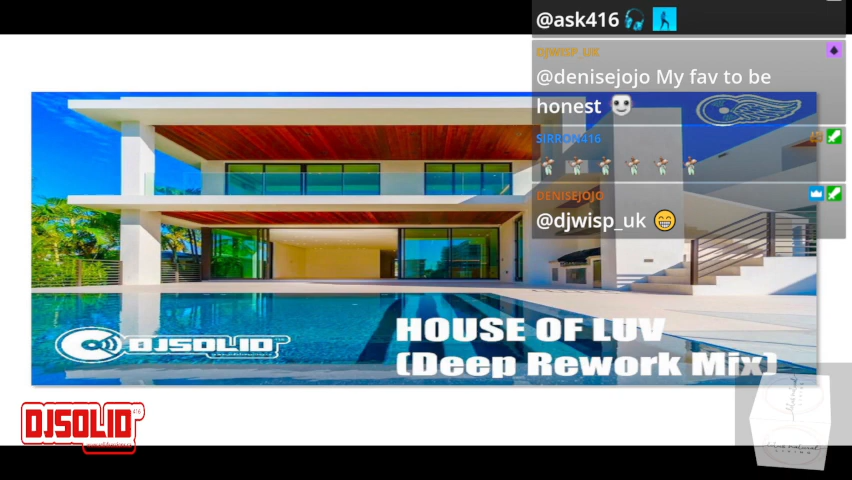 @ask416
DJWISP_UK
@denisejojo My fav to be
honest
SIRRON416
DENISEJOJO
@djwisp_uk
DJSOLID
HOUSE OF LUV
(Deep Rework Mix)
DJSOLID
416